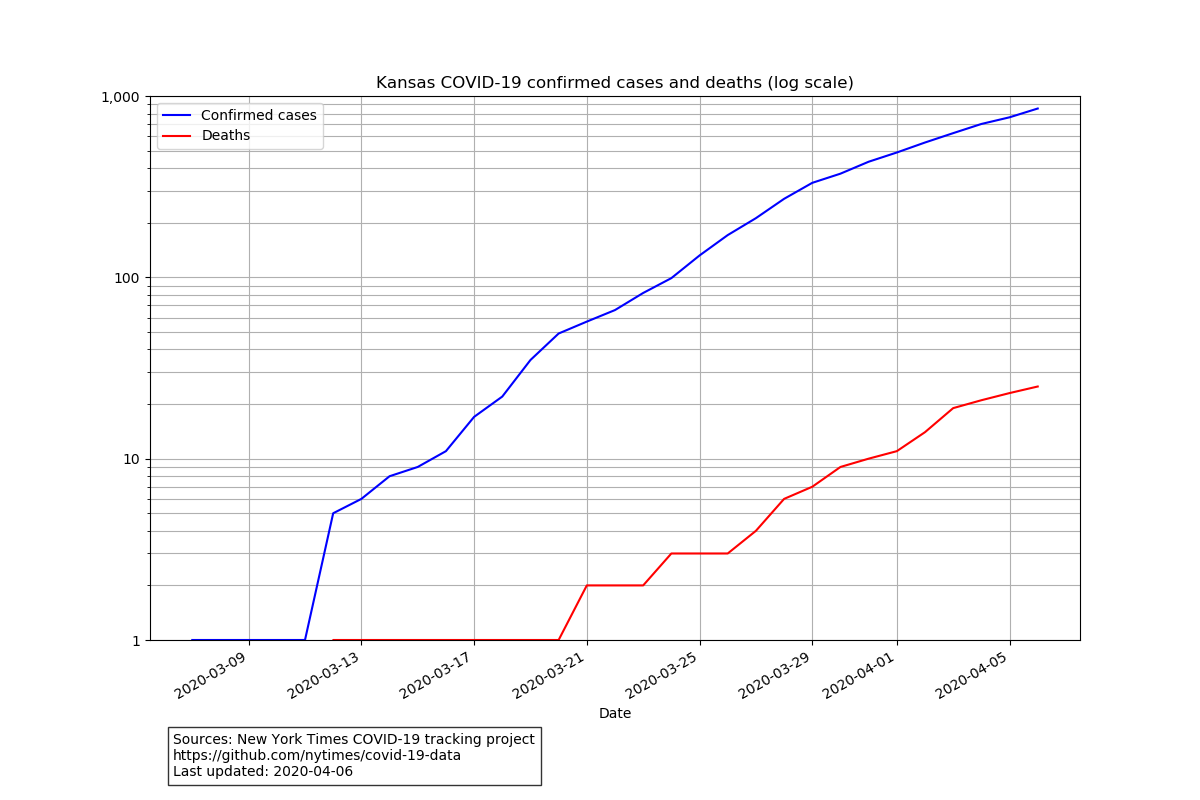 Kansas COVID-19 confirmed cases and deaths (log scale)
1,000
Confirmed cases
Deaths
100
10
1
2020-03-09
2020-03-13
2020-03-17
2020-03-21
2020-03-25
2020-03-29
2020-04-01
2020-04-05
Date
Sources: New York Times COVID-19 tracking project
https://github.com/nytimes/covid-19-data
Last updated: 2020-04-06